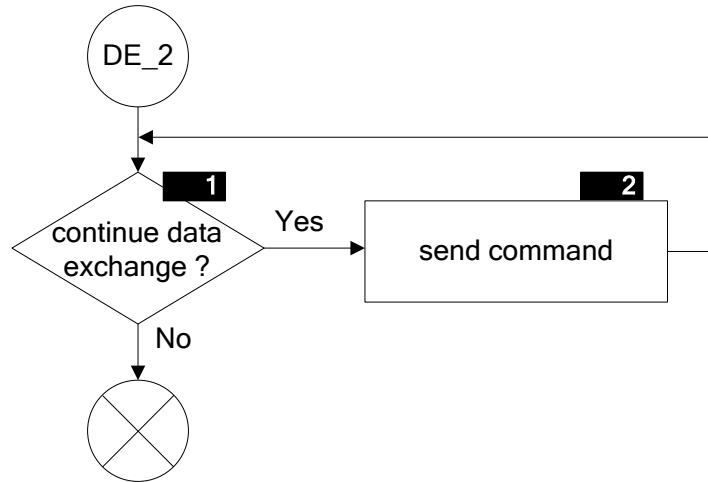 DE_2
1
continue data
exchange ?
Yes
2
send command
No